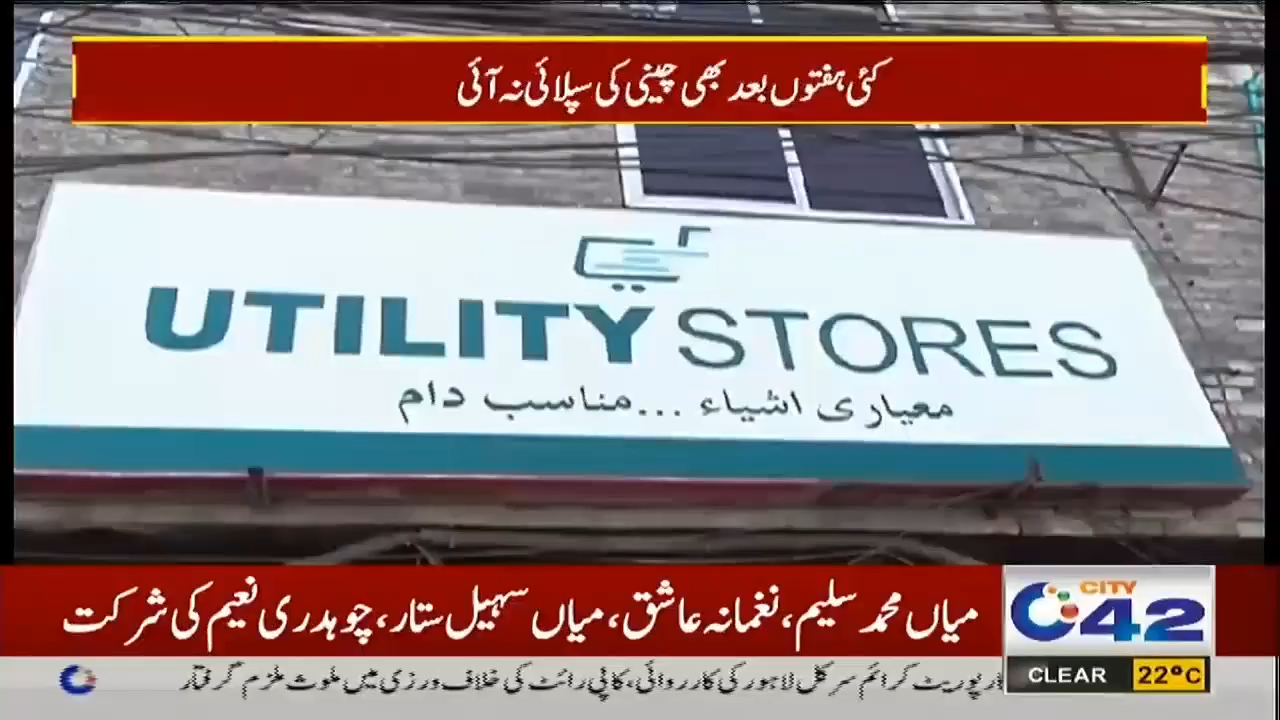 کئی ہفتوں بعد بھی چینی کی سپلائی نہ آئی
UTILITY STORES
معیاری اشیاء ... مناسب دام
میاں محمد سلیم، نغمانہ عاشق، میاں سہیل ستار، چوہدری نعیم کی شرکت
CITY 42
CLEAR 22°C
رپوریٹ کرائم سرکل لاہور کی کارروائی، کاپی رائٹ کی خلاف ورزی میں ملوث ملزم گرفتار